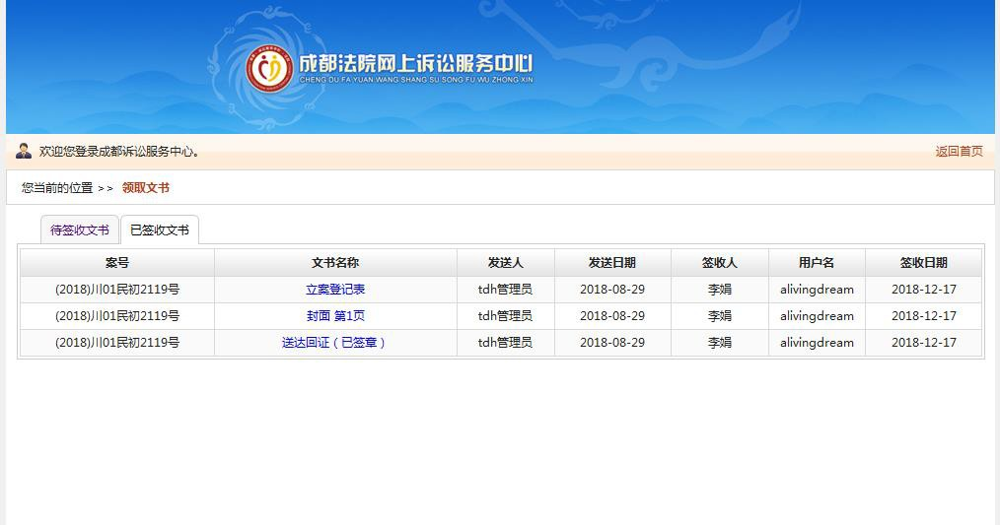 成都法院网上诉讼服务中心
CHENG DU FA YUAN WANG SHANG SU SONG FU WU ZHONG XIN
欢迎您登录成都诉讼服务中心。 返回首页
您当前的位置 >> 领取文书
待签收文书 已签收文书
案号 文书名称 发送人 发送日期 签收人 用户名 签收日期
(2018)川01民初2119号 立案登记表 tdh管理员 2018-08-29 李娟 alivingdream 2018-12-17
(2018)川01民初2119号 封面 第1页 tdh管理员 2018-08-29 李娟 alivingdream 2018-12-17
(2018)川01民初2119号 送达回证（已签章） tdh管理员 2018-08-29 李娟 alivingdream 2018-12-17